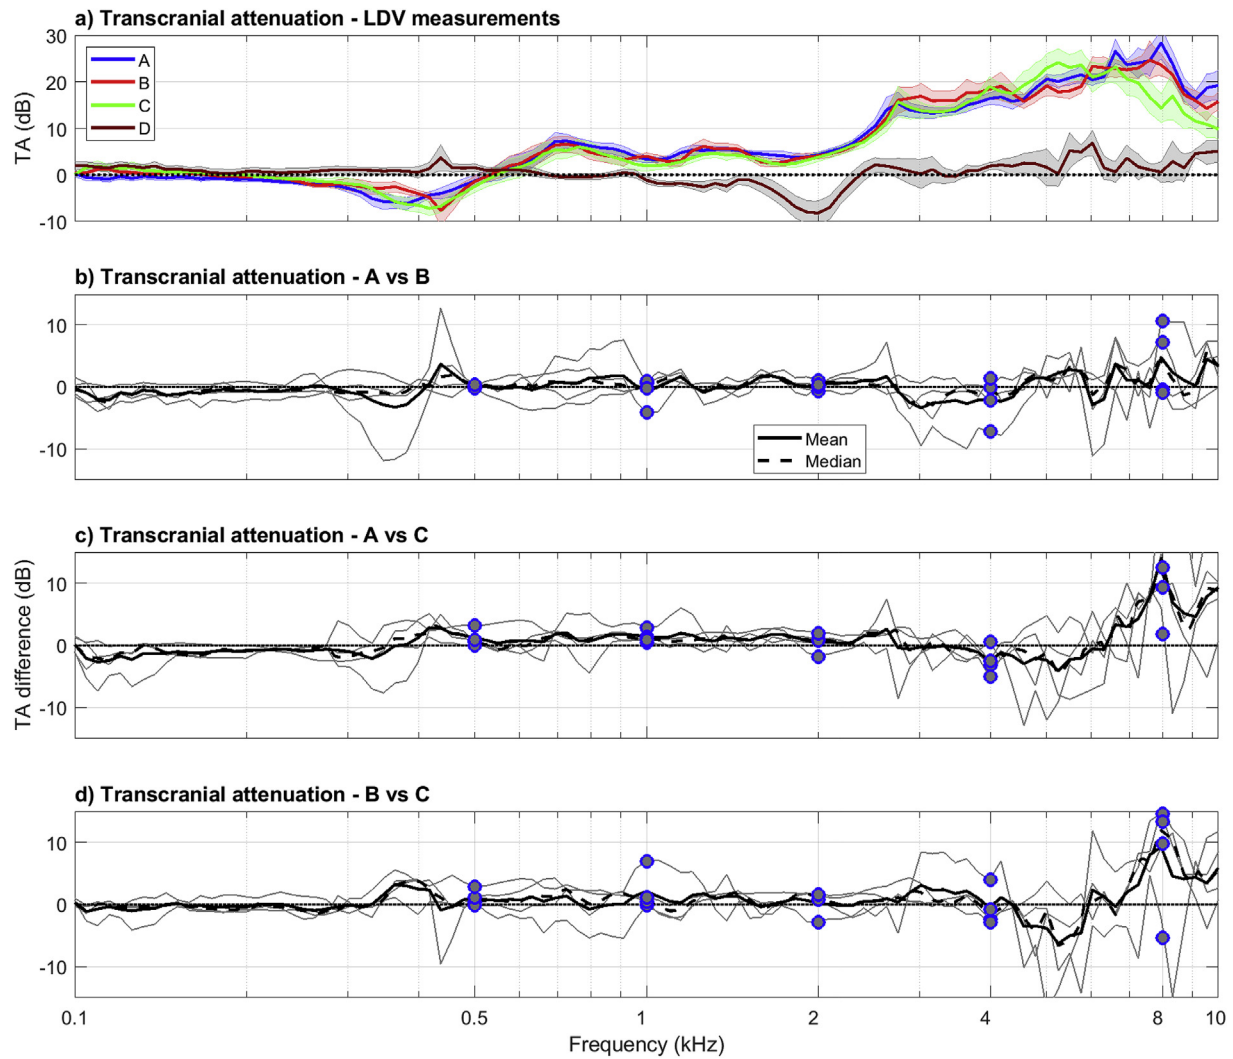 a) Transcranial attenuation - LDV measurements
30
20
10
0
-10
TA (dB)
A
B
C
D
b) Transcranial attenuation - A vs B
10
0
-10
Mean
Median
c) Transcranial attenuation - A vs C
10
0
-10
TA difference (dB)
d) Transcranial attenuation - B vs C
10
0
-10
0.1 0.5 1 2 4 8 10
Frequency (kHz)